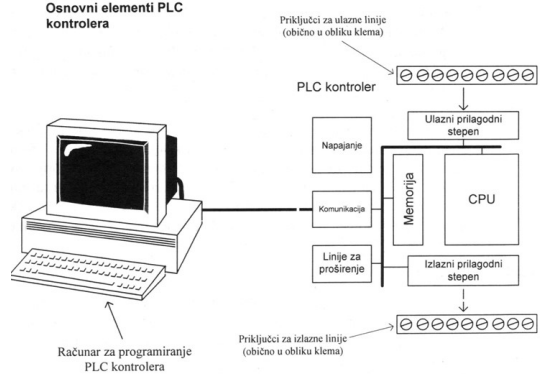 Osnovni elementi PLC
kontrolera
Priključci za ulazne linije
(obično u obliku klema)
PLC kontroler
Ulazni prilagodni
stepen
Napajanje
Memorija
CPU
Komunikacija
Linije za
proširenje
Izlazni prilagodni
stepen
Priključci za izlazne linije
(obično u obliku klema)
Računar za programiranje
PLC kontrolera